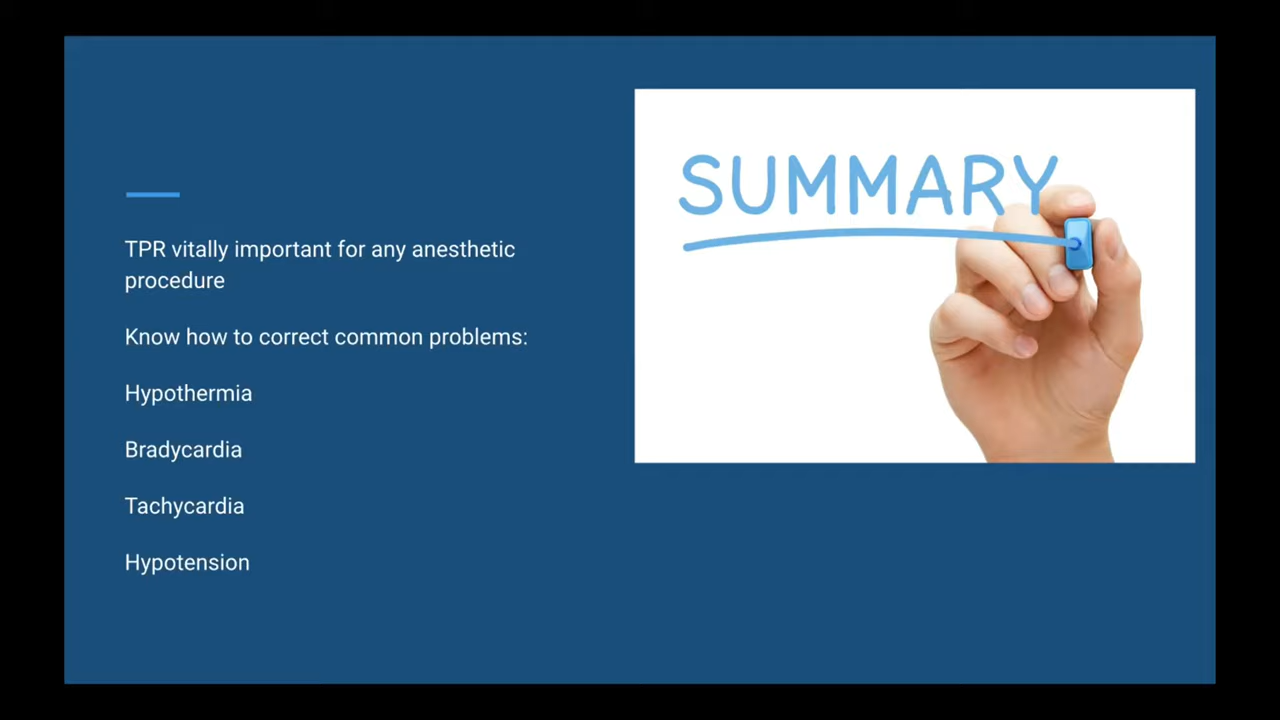 SUMMARY
TPR vitally important for any anesthetic
procedure
Know how to correct common problems:
Hypothermia
Bradycardia
Tachycardia
Hypotension